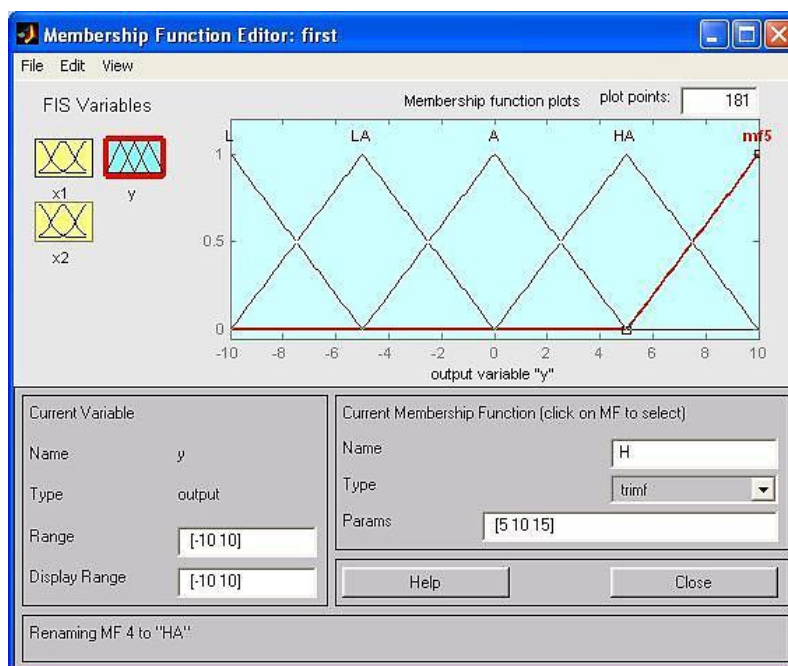 Membership Function Editor: first
File Edit View
FIS Variables
Membership function plots plot points: 181
x1
y
x2
L LA A HA mf5
1
0.5
0
-10 -8 -6 -4 -2 0 2 4 6 8 10
output variable "y"
Current Variable
Name y
Type output
Range [-10 10]
Display Range [-10 10]
Current Membership Function (click on MF to select)
Name H
Type trimf
Params [5 10 15]
Help Close
Renaming MF 4 to "HA"